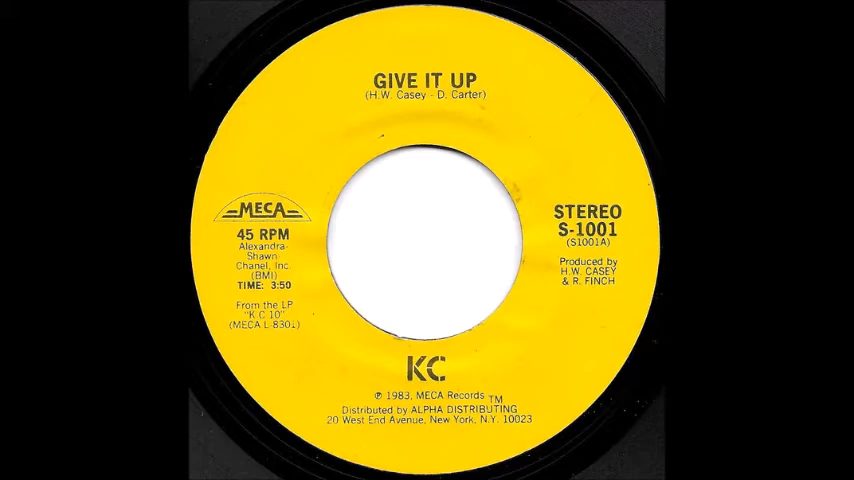 GIVE IT UP
(H.W. Casey - D. Carter)
MECA
45 RPM
Alexandra-
Shawn
Chanel, Inc.
(BMI)
TIME: 3:50
From the LP
"K C 10"
(MECA L-8301)
STEREO
S-1001
(S1001A)
Produced by
H.W. CASEY
& R. FINCH
KC
℗ 1983, MECA Records TM
Distributed by ALPHA DISTRIBUTING
20 West End Avenue, New York, N.Y. 10023